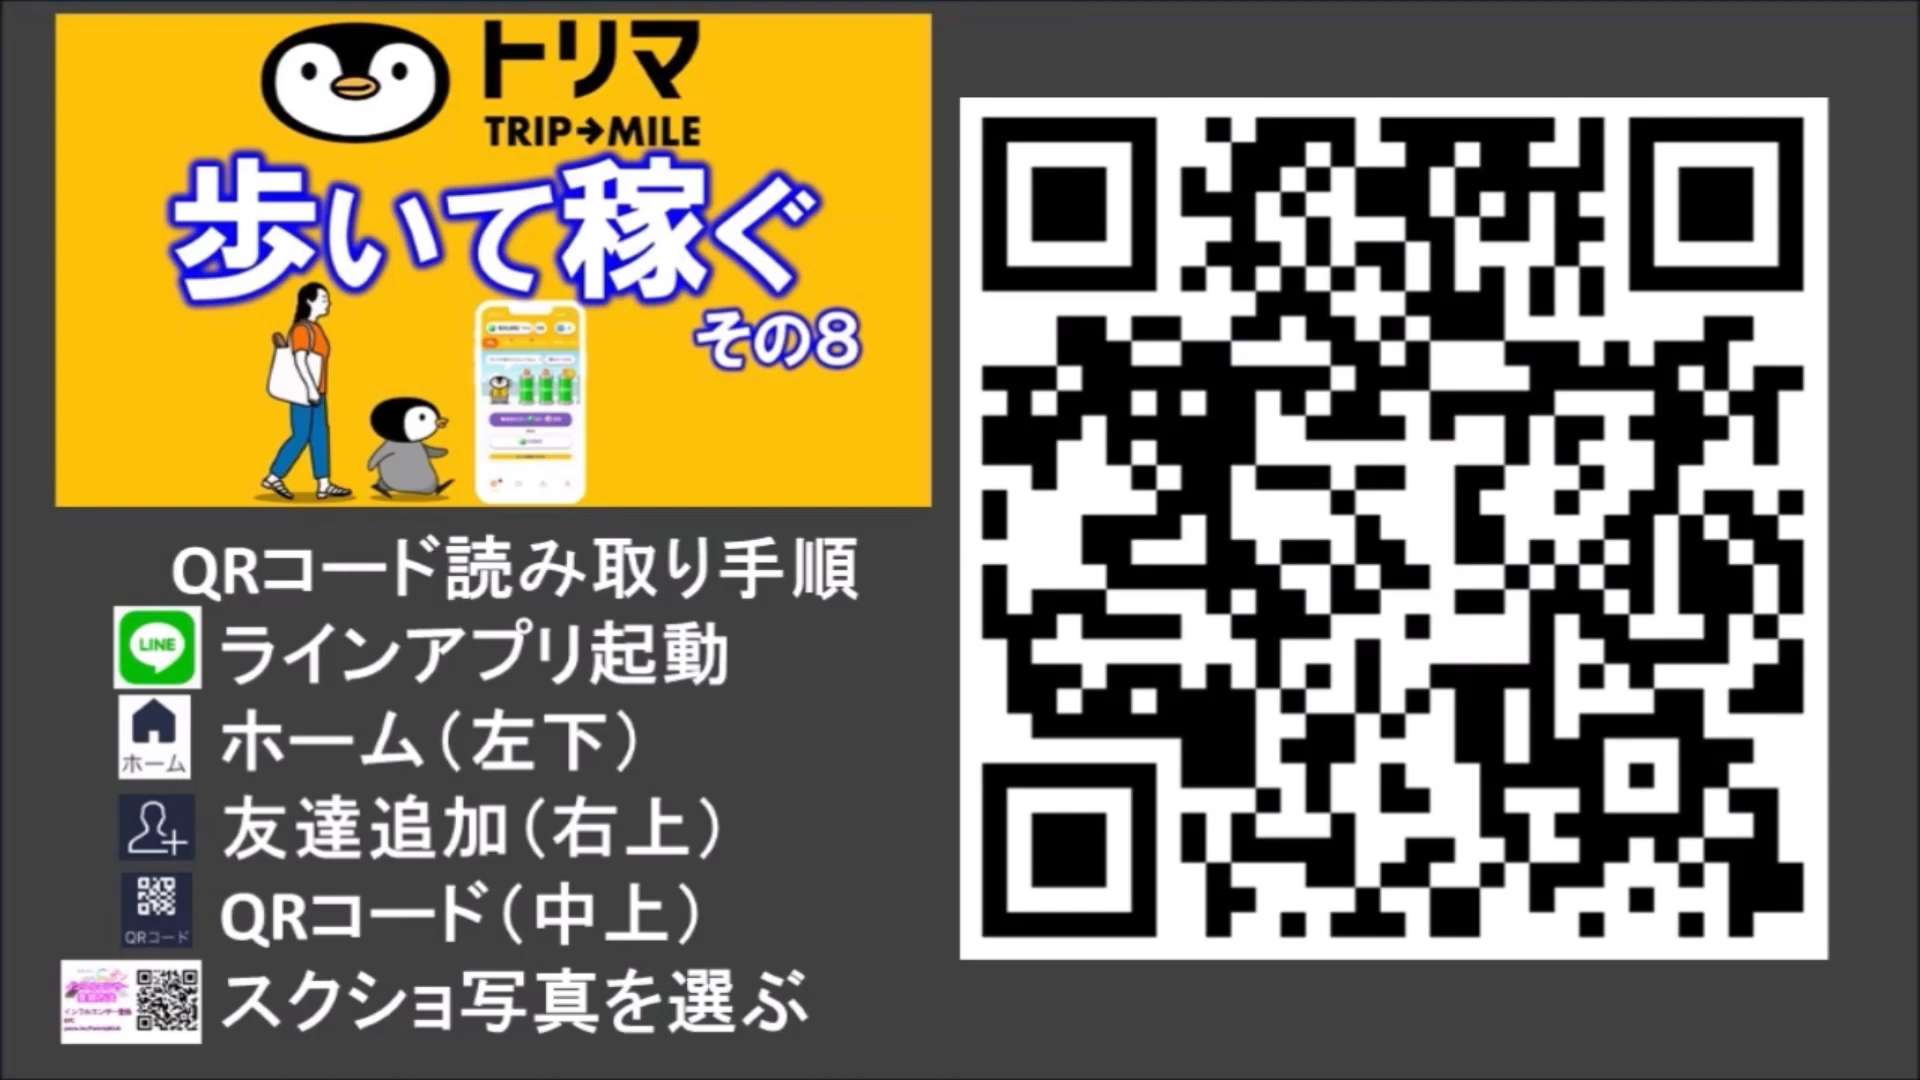 トリマ
TRIP→MILE
歩いて稼ぐ
その8
QRコード読み取り手順
LINE
ラインアプリ起動
ホーム
ホーム（左下）
友達追加（右上）
QRコード
QRコード（中上）
スクショ写真を選ぶ